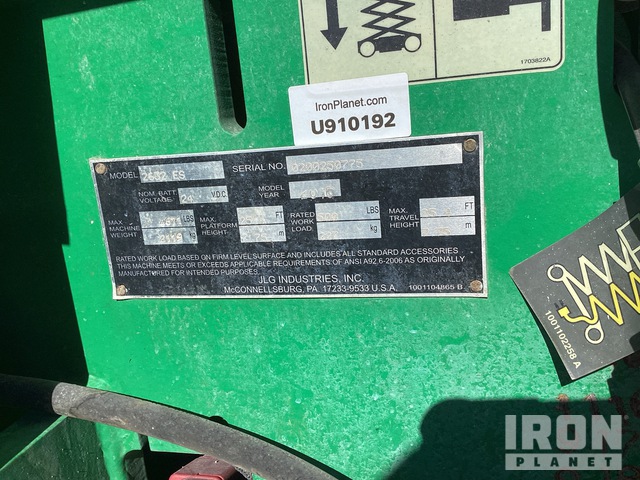 1703822A
IronPlanet.com
U910192
MODEL 2632 ES SERIAL NO. 0200250775
NOM. BATT. VOLTAGE V.D.C. MODEL YEAR
MAX. MACHINE WEIGHT LBS kg MAX. PLATFORM HEIGHT FT m RATED WORK LOAD LBS kg MAX. TRAVEL HEIGHT FT
RATED WORK LOAD BASED ON FIRM LEVEL SURFACE AND INCLUDES ALL STANDARD ACCESSORIES
THIS MACHINE MEETS OR EXCEEDS APPLICABLE REQUIREMENTS OF ANSI A92.6-2006 AS ORIGINALLY
MANUFACTURED FOR INTENDED PURPOSES.
JLG INDUSTRIES, INC.
McCONNELLSBURG, PA 17233-9533 U.S.A. 1001104865 B
1001102258 A
IRON
PLANET